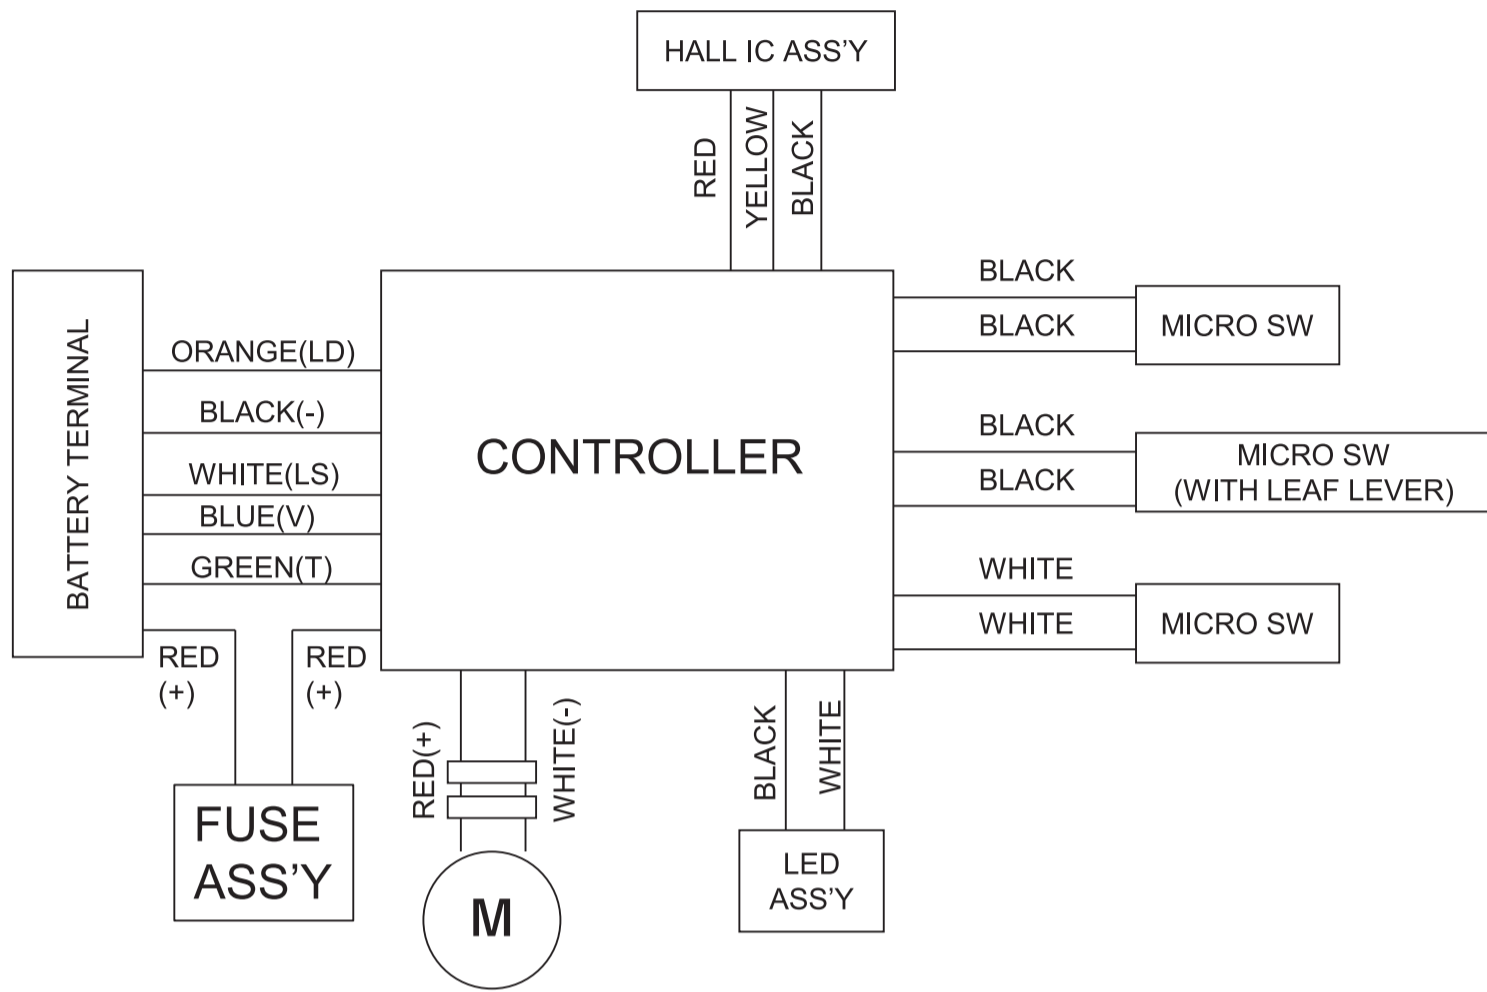 HALL IC ASS'Y
RED
YELLOW
BLACK
BATTERY TERMINAL
ORANGE(LD)
BLACK(-)
WHITE(LS)
BLUE(V)
GREEN(T)
RED
(+)
RED
(+)
CONTROLLER
BLACK
BLACK
MICRO SW
BLACK
BLACK
MICRO SW
(WITH LEAF LEVER)
WHITE
WHITE
MICRO SW
FUSE
ASS'Y
RED(+)
WHITE(-)
M
BLACK
WHITE
LED
ASS'Y